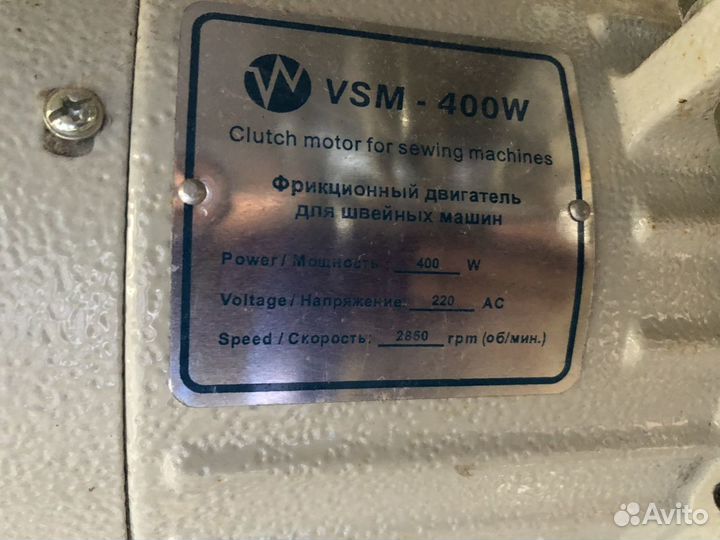 VSM - 400W
Clutch motor for sewing machines
Фрикционный двигатель
для швейных машин
Power / Мощность: 400 W
Voltage / Напряжение: 220 AC
Speed / Скорость: 2850 rpm (об/мин.)
Avito